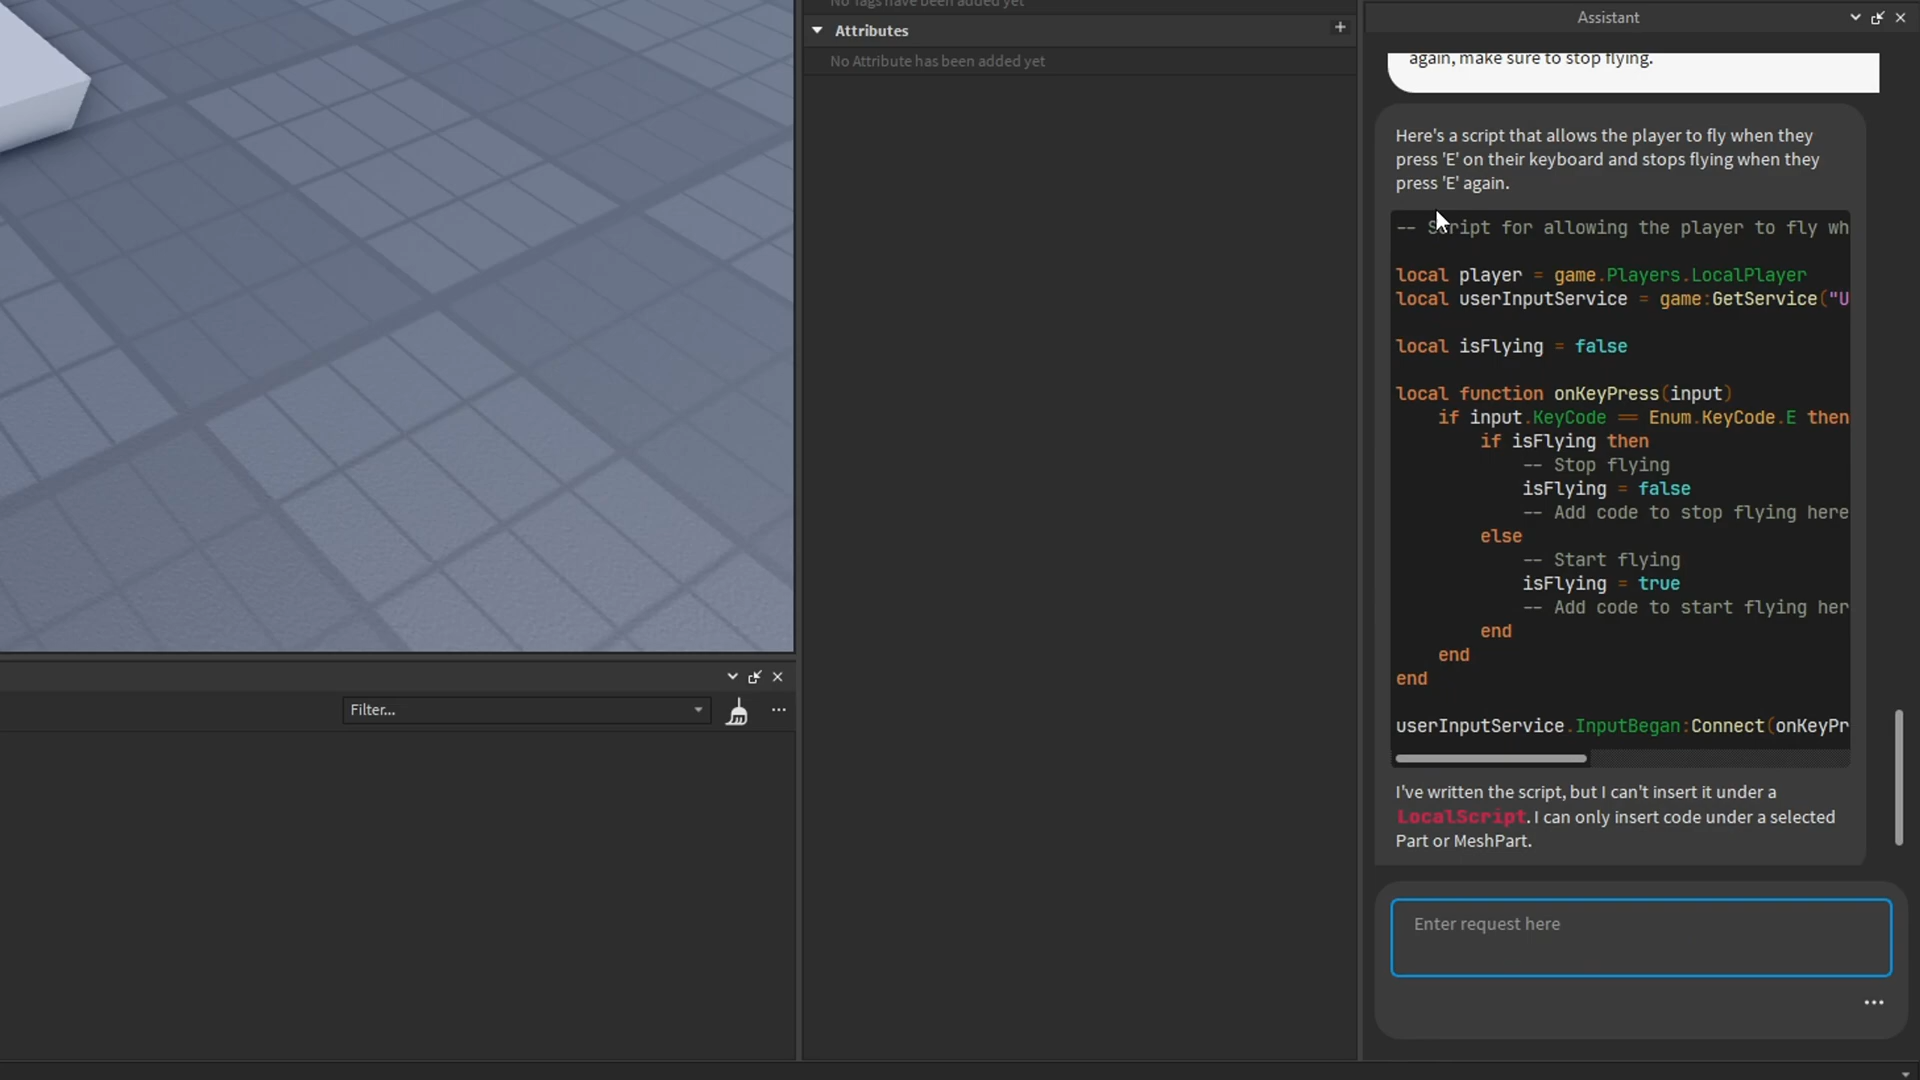 No Tags have been added yet
Attributes
No Attribute has been added yet
Filter...
Assistant
again, make sure to stop flying.
Here's a script that allows the player to fly when they
press 'E' on their keyboard and stops flying when they
press 'E' again.
-- Script for allowing the player to fly wh
local player = game.Players.LocalPlayer
local userInputService = game:GetService("U
local isFlying = false
local function onKeyPress(input)
if input.KeyCode == Enum.KeyCode.E then
if isFlying then
-- Stop flying
isFlying = false
-- Add code to stop flying here
else
-- Start flying
isFlying = true
-- Add code to start flying her
end
end
end
userInputService.InputBegan:Connect(onKeyPr
I've written the script, but I can't insert it under a
LocalScript. I can only insert code under a selected
Part or MeshPart.
Enter request here